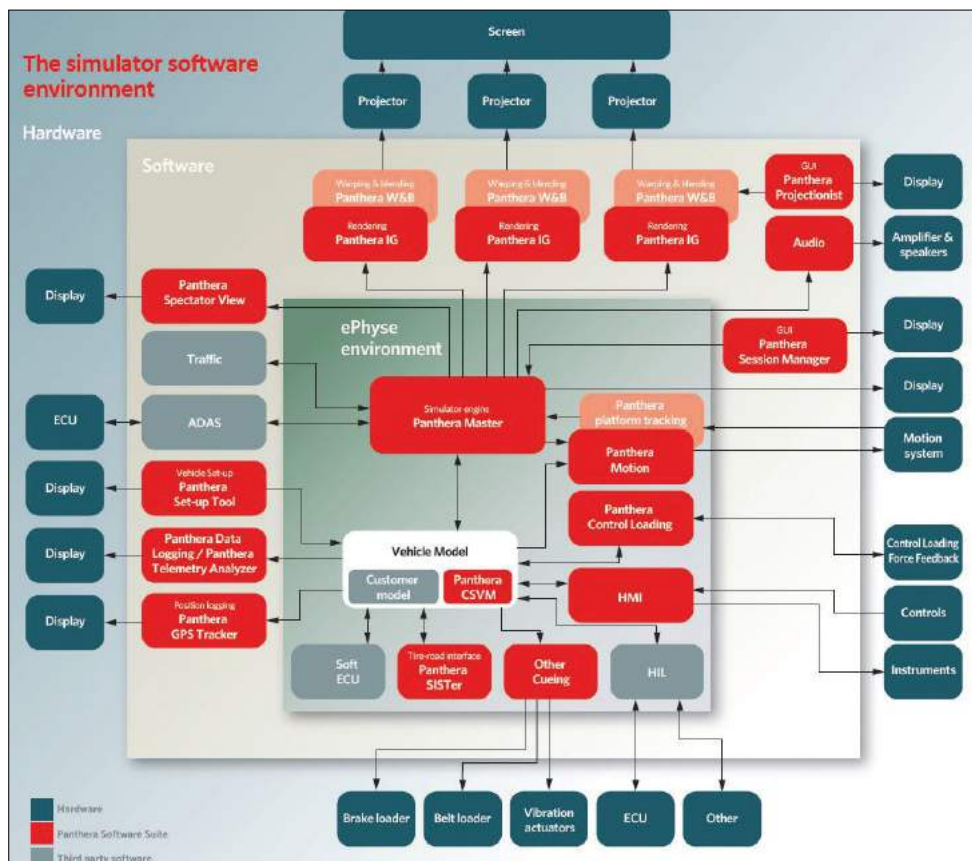 The simulator software
environment
Hardware
Screen
Projector
Projector
Projector
Software
Warping & blending
Panthera W&B
Warping & blending
Panthera W&B
Warping & blending
Panthera W&B
Rendering
Panthera IG
Rendering
Panthera IG
Rendering
Panthera IG
GUI
Panthera
Projectionist
Display
Audio
Amplifier &
speakers
Display
Panthera
Spectator View
ePhyse
environment
GUI
Panthera
Session Manager
Display
Traffic
Display
ECU
ADAS
Simulator engine
Panthera Master
Panthera
platform tracking
Panthera
Motion
Motion
system
Display
Vehicle Set-up
Panthera
Set-up Tool
Panthera
Control Loading
Display
Panthera Data
Logging / Panthera
Telemetry Analyzer
Vehicle Model
Customer
model
Panthera
CSVM
HMI
Control Loading
Force Feedback
Controls
Display
Position logging
Panthera
GPS Tracker
Soft
ECU
Tire-road interface
Panthera
SISTer
Other
Cueing
HIL
Instruments
Brake loader
Belt loader
Vibration
actuators
ECU
Other
Hardware
Panthera Software Suite
Third party software